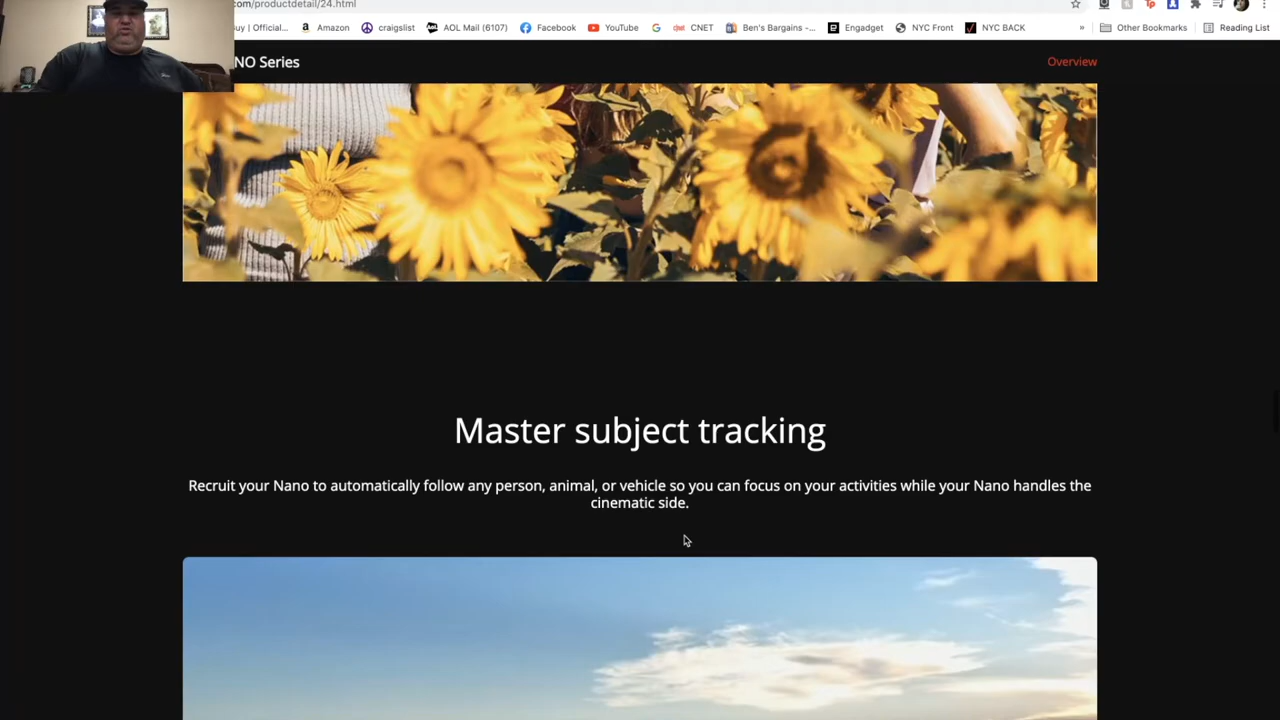 com/productdetail/24.html
uy | Official...
Amazon
craigslist
AOL Mail (6107)
Facebook
YouTube
CNET
Ben's Bargains -...
Engadget
NYC Front
NYC BACK
»
Other Bookmarks
Reading List
NO Series
Overview
Master subject tracking
Recruit your Nano to automatically follow any person, animal, or vehicle so you can focus on your activities while your Nano handles the
cinematic side.